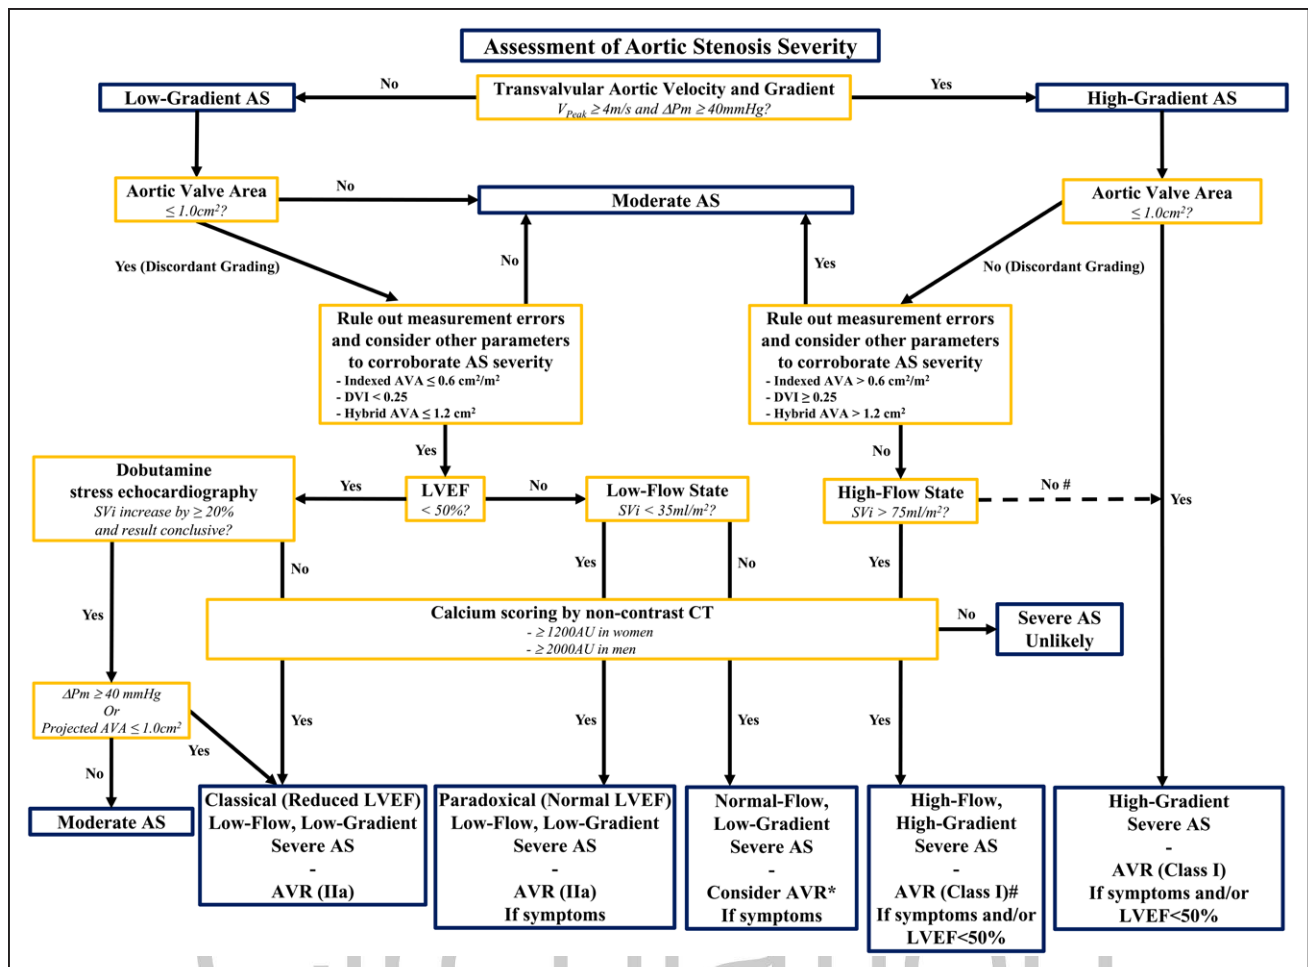 Assessment of Aortic Stenosis Severity
No
Transvalvular Aortic Velocity and Gradient
V_Peak ≥ 4m/s and ΔPm ≥ 40mmHg?
Yes
Low-Gradient AS
High-Gradient AS
Aortic Valve Area
≤ 1.0cm²?
No
Moderate AS
Aortic Valve Area
≤ 1.0cm²?
Yes (Discordant Grading)
No
Yes
No (Discordant Grading)
Rule out measurement errors
and consider other parameters
to corroborate AS severity
- Indexed AVA ≤ 0.6 cm²/m²
- DVI < 0.25
- Hybrid AVA ≤ 1.2 cm²
Rule out measurement errors
and consider other parameters
to corroborate AS severity
- Indexed AVA > 0.6 cm²/m²
- DVI ≥ 0.25
- Hybrid AVA > 1.2 cm²
Yes
No
Dobutamine
stress echocardiography
SVi increase by ≥ 20%
and result conclusive?
Yes
LVEF
< 50%?
No
Low-Flow State
SVi < 35ml/m²?
High-Flow State
SVi > 75ml/m²?
No #
Yes
No
Yes
No
Yes
Yes
Calcium scoring by non-contrast CT
- ≥1200AU in women
- ≥2000AU in men
No
Severe AS
Unlikely
ΔPm ≥ 40 mmHg
Or
Projected AVA ≤ 1.0cm²
Yes
Yes
Yes
Yes
Yes
No
Moderate AS
Classical (Reduced LVEF)
Low-Flow, Low-Gradient
Severe AS
-
AVR (IIa)
Paradoxical (Normal LVEF)
Low-Flow, Low-Gradient
Severe AS
-
AVR (IIa)
If symptoms
Normal-Flow,
Low-Gradient
Severe AS
-
Consider AVR*
If symptoms
High-Flow,
High-Gradient
Severe AS
-
AVR (Class I)#
If symptoms and/or
LVEF<50%
High-Gradient
Severe AS
-
AVR (Class I)
If symptoms and/or
LVEF<50%